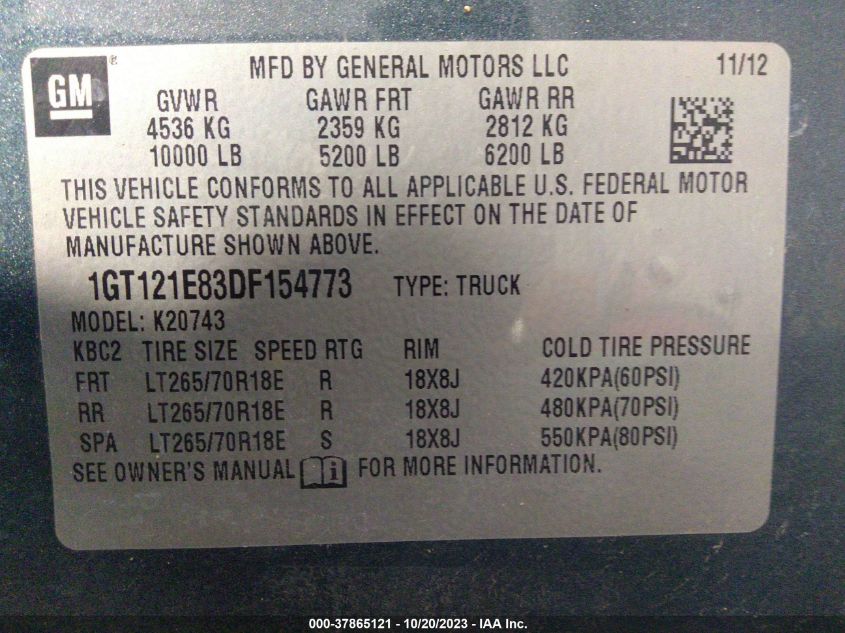 GM ® MFD BY GENERAL MOTORS LLC 11/12
GVWR GAWR FRT GAWR RR
4536 KG 2359 KG 2812 KG
10000 LB 5200 LB 6200 LB
THIS VEHICLE CONFORMS TO ALL APPLICABLE U.S. FEDERAL MOTOR
VEHICLE SAFETY STANDARDS IN EFFECT ON THE DATE OF
MANUFACTURE SHOWN ABOVE.
1GT121E83DF154773 TYPE: TRUCK
MODEL: K20743
KBC2 TIRE SIZE SPEED RTG RIM COLD TIRE PRESSURE
FRT LT265/70R18E R 18X8J 420KPA(60PSI)
RR LT265/70R18E R 18X8J 480KPA(70PSI)
SPA LT265/70R18E S 18X8J 550KPA(80PSI)
SEE OWNER'S MANUAL FOR MORE INFORMATION.
000-37865121 - 10/20/2023 - IAA Inc.